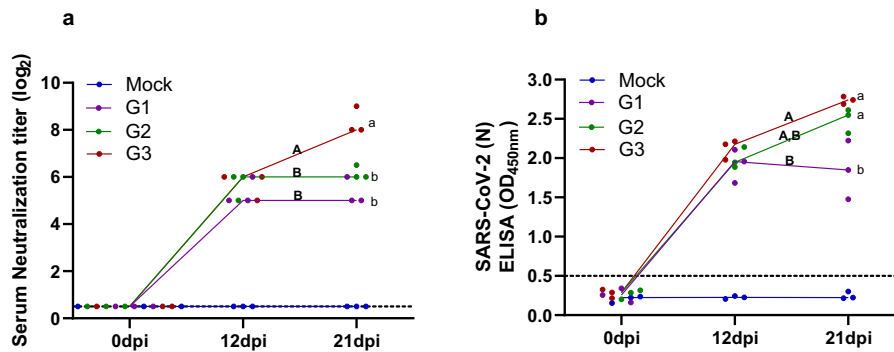 a
Serum Neutralization titer (log2)
10
8
6
4
2
0
0dpi
12dpi
21dpi
Mock
G1
G2
G3
A
B
B
a
b
b
b
SARS-CoV-2 (N)
ELISA (OD450nm)
3.0
2.5
2.0
1.5
1.0
0.5
0.0
0dpi
12dpi
21dpi
Mock
G1
G2
G3
A
A,B
B
a
a
b